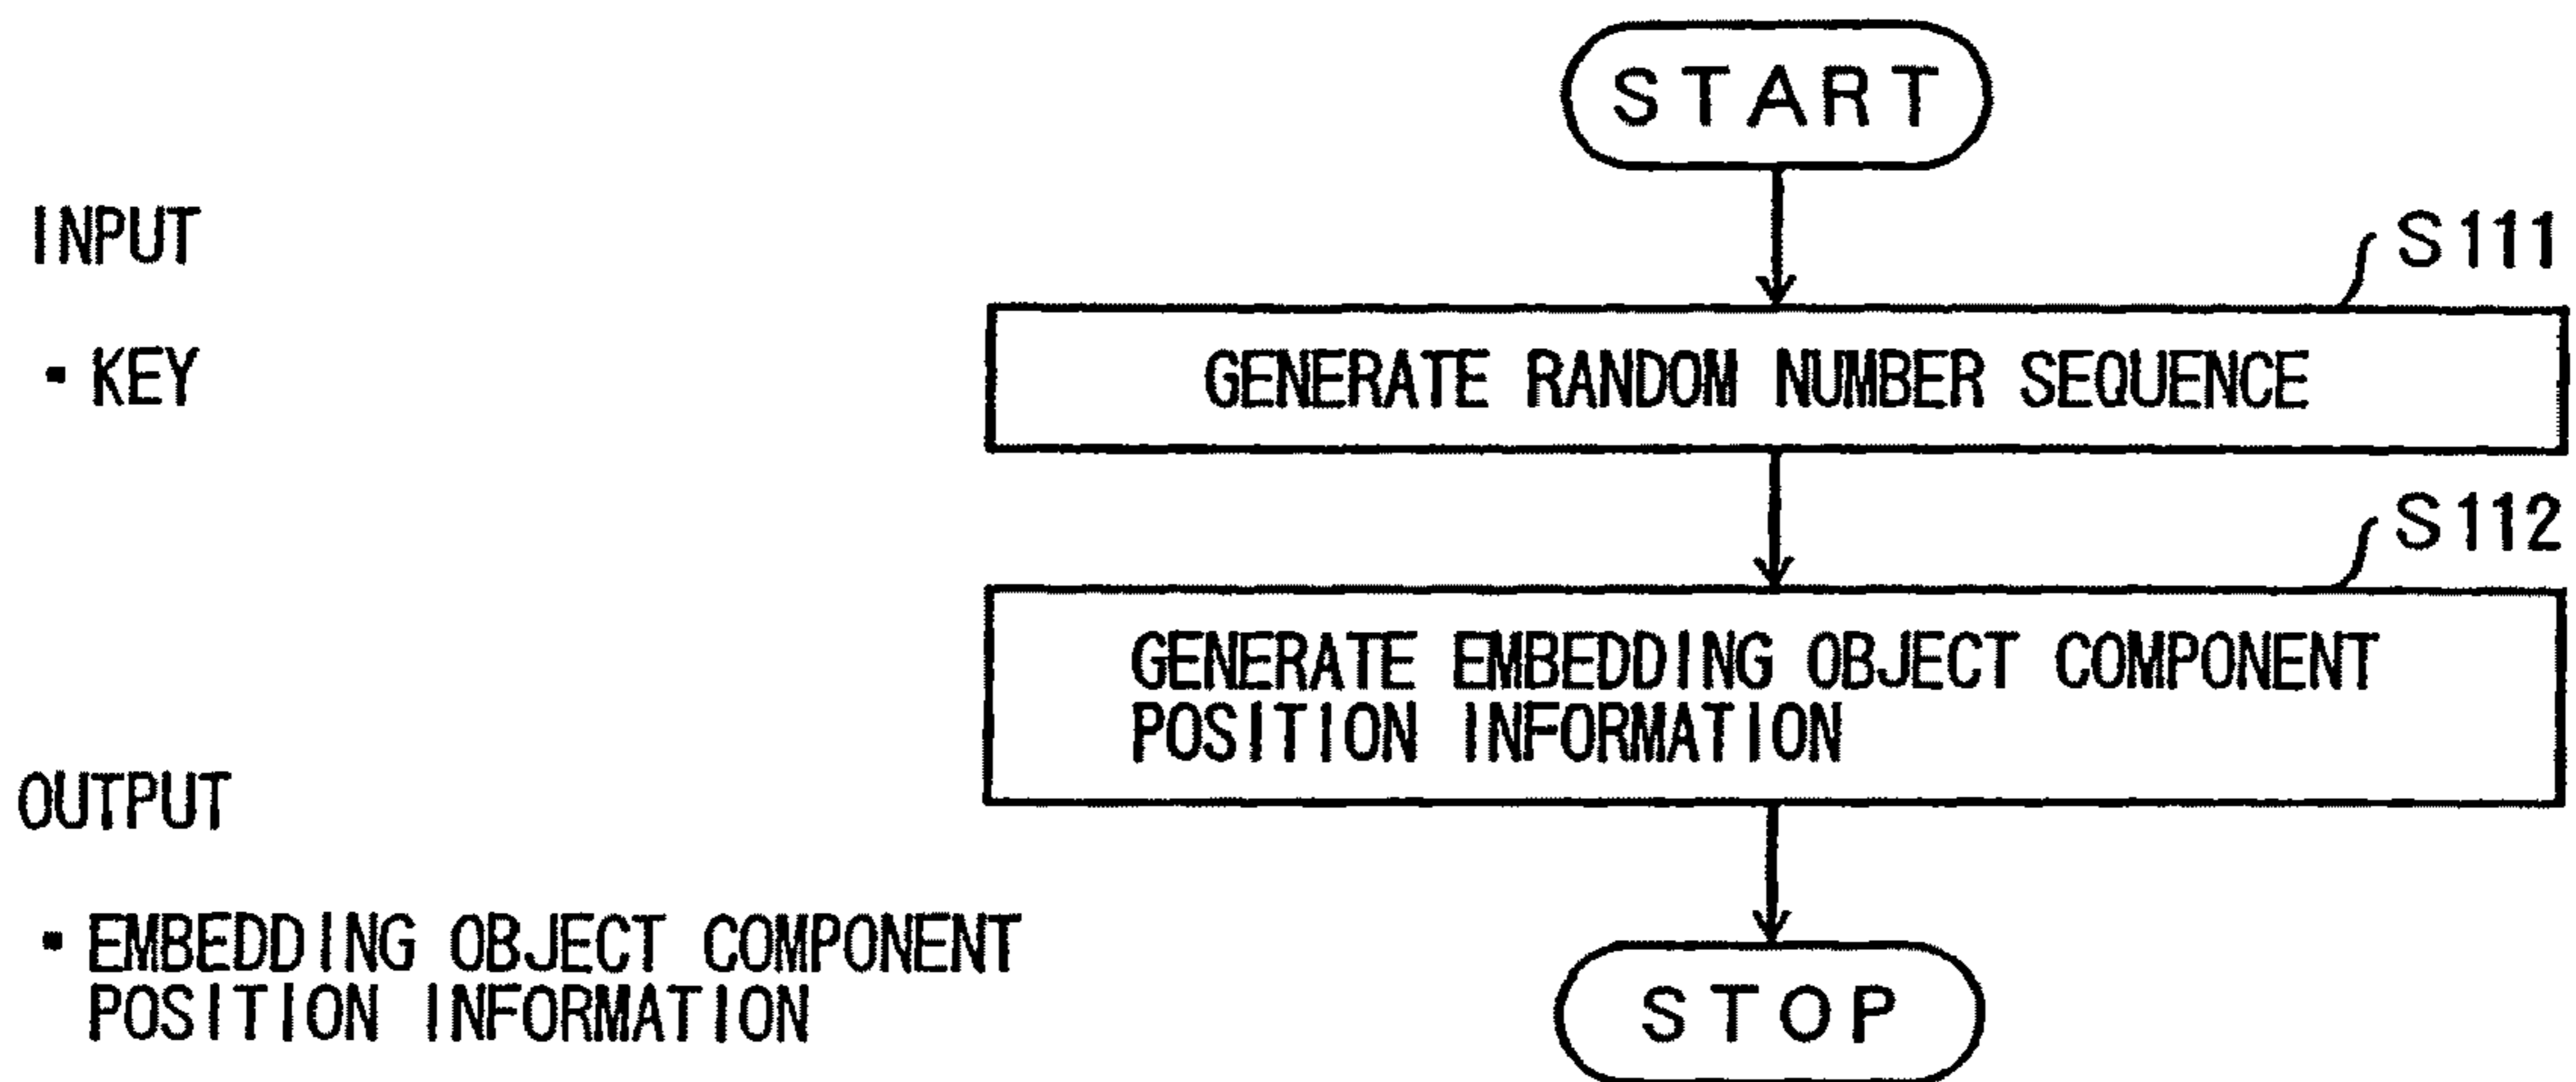 START
INPUT
S111
▪ KEY
GENERATE RANDOM NUMBER SEQUENCE
S112
GENERATE EMBEDDING OBJECT COMPONENT
POSITION INFORMATION
OUTPUT
▪ EMBEDDING OBJECT COMPONENT
POSITION INFORMATION
STOP